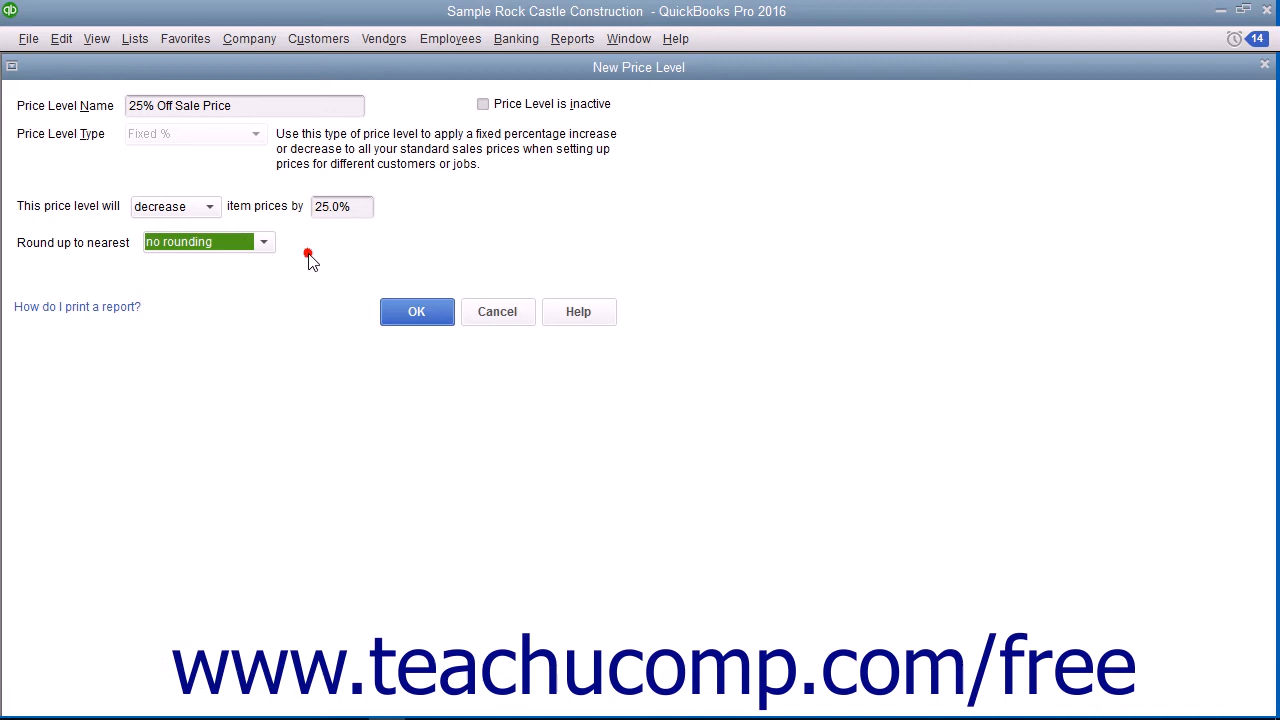 qb
Sample Rock Castle Construction - QuickBooks Pro 2016
File Edit View Lists Favorites Company Customers Vendors Employees Banking Reports Window Help 14
New Price Level
Price Level Name 25% Off Sale Price Price Level is inactive
Price Level Type Fixed % Use this type of price level to apply a fixed percentage increase
or decrease to all your standard sales prices when setting up
prices for different customers or jobs.
This price level will decrease item prices by 25.0%
Round up to nearest no rounding
How do I print a report? OK Cancel Help
www.teachucomp.com/free